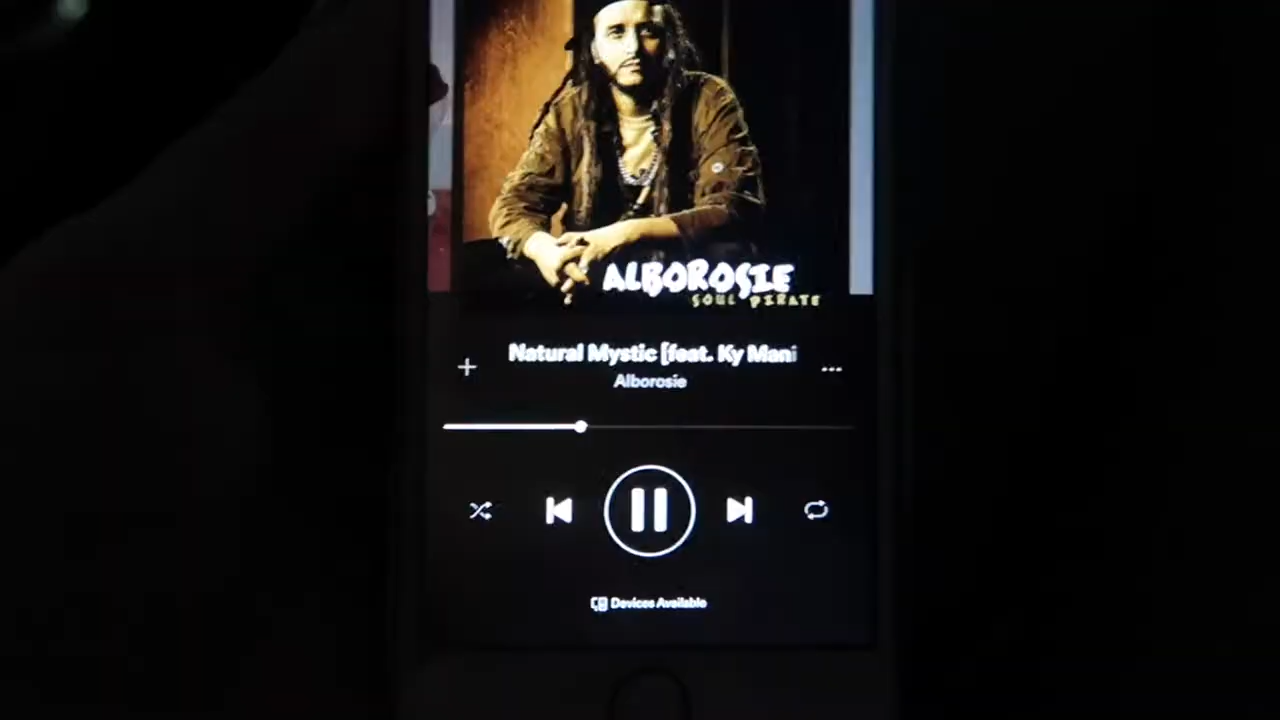 ALBOROSIE
SOUL PIRATE
Natural Mystic [feat. Ky Mani
Alborosie
Devices Available